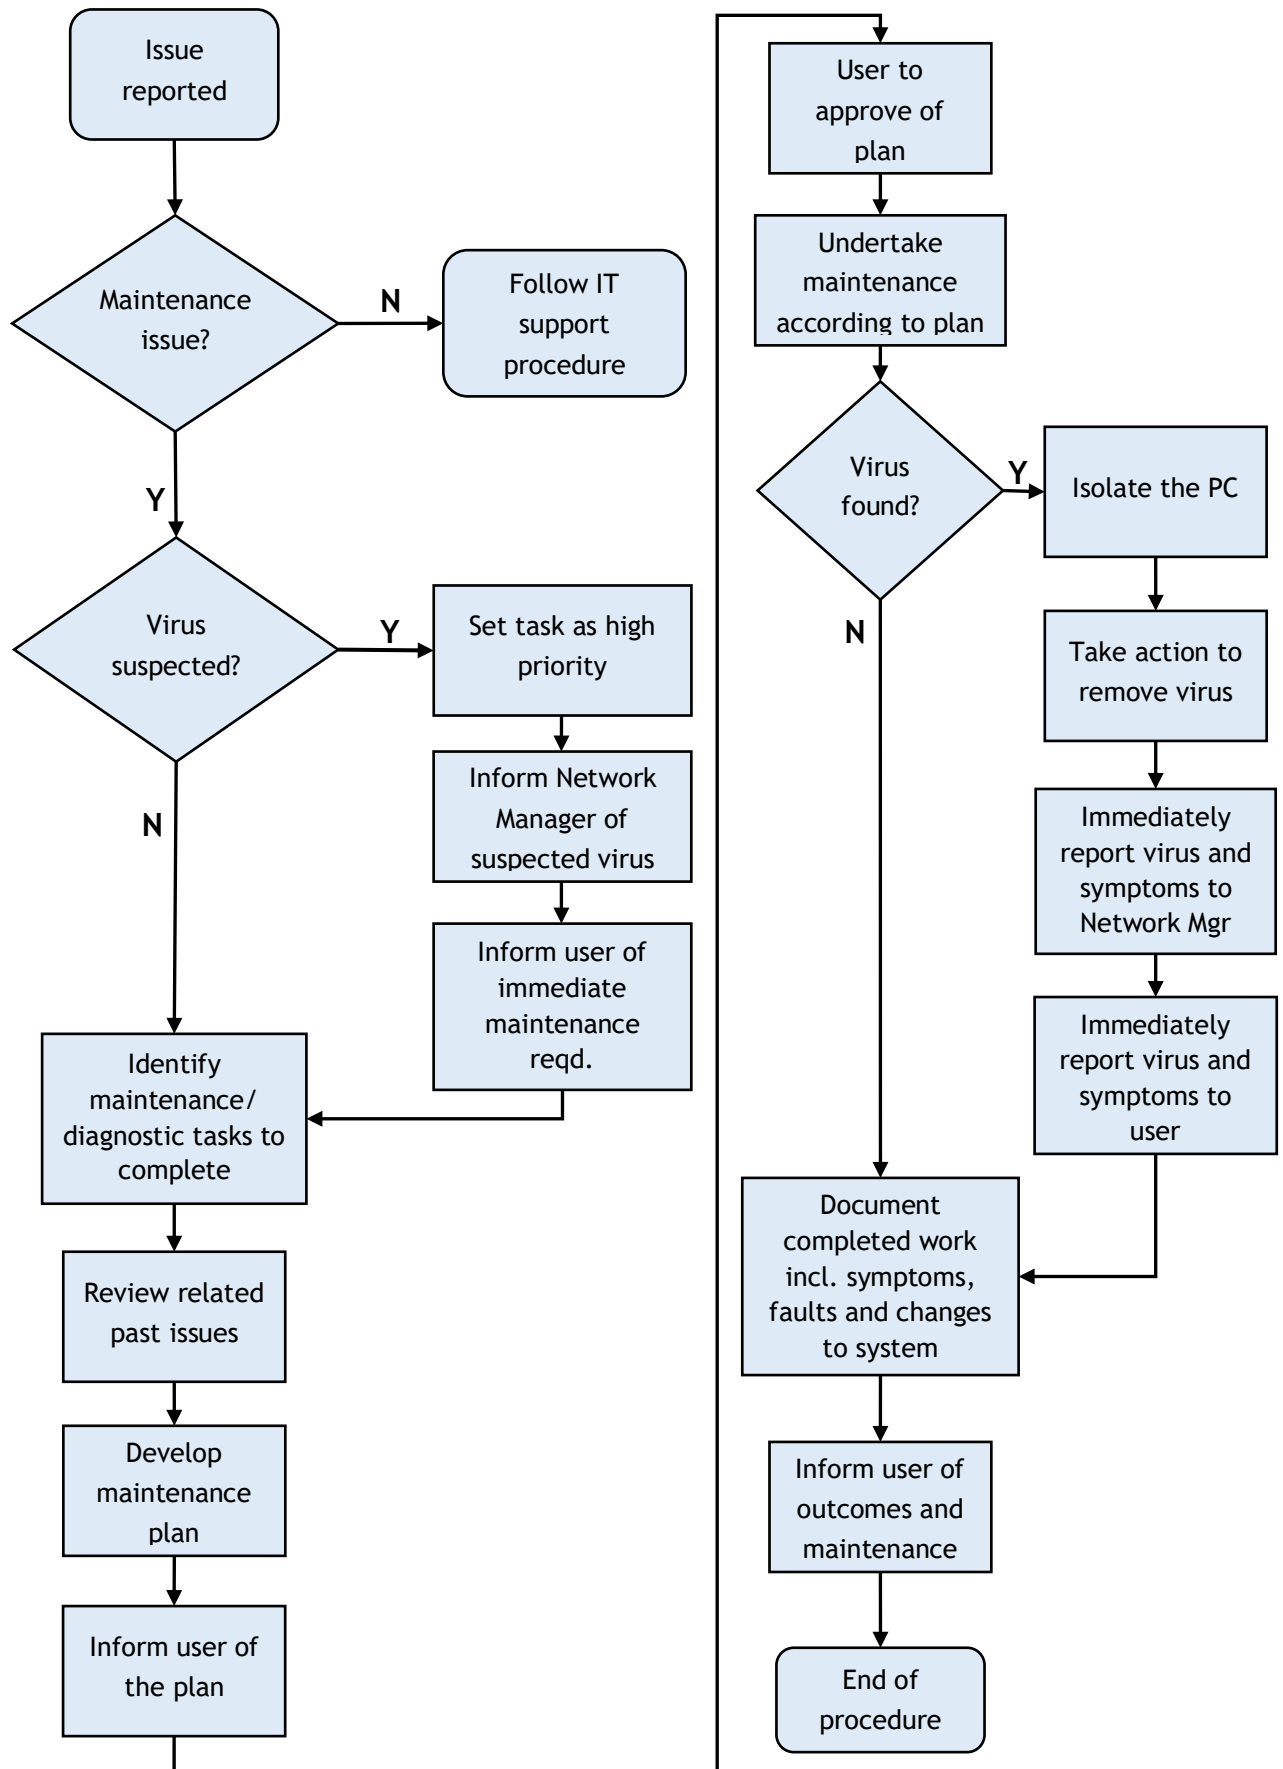 Issue
reported
Maintenance
issue?
N
Follow IT
support
procedure
Y
Virus
suspected?
Y
Set task as high
priority
Inform Network
Manager of
suspected virus
Inform user of
immediate
maintenance
reqd.
N
Identify
maintenance/
diagnostic tasks to
complete
Review related
past issues
Develop
maintenance
plan
Inform user of
the plan
User to
approve of
plan
Undertake
maintenance
according to plan
Virus
found?
Y
Isolate the PC
Take action to
remove virus
Immediately
report virus and
symptoms to
Network Mgr
Immediately
report virus and
symptoms to
user
N
Document
completed work
incl. symptoms,
faults and changes
to system
Inform user of
outcomes and
maintenance
End of
procedure